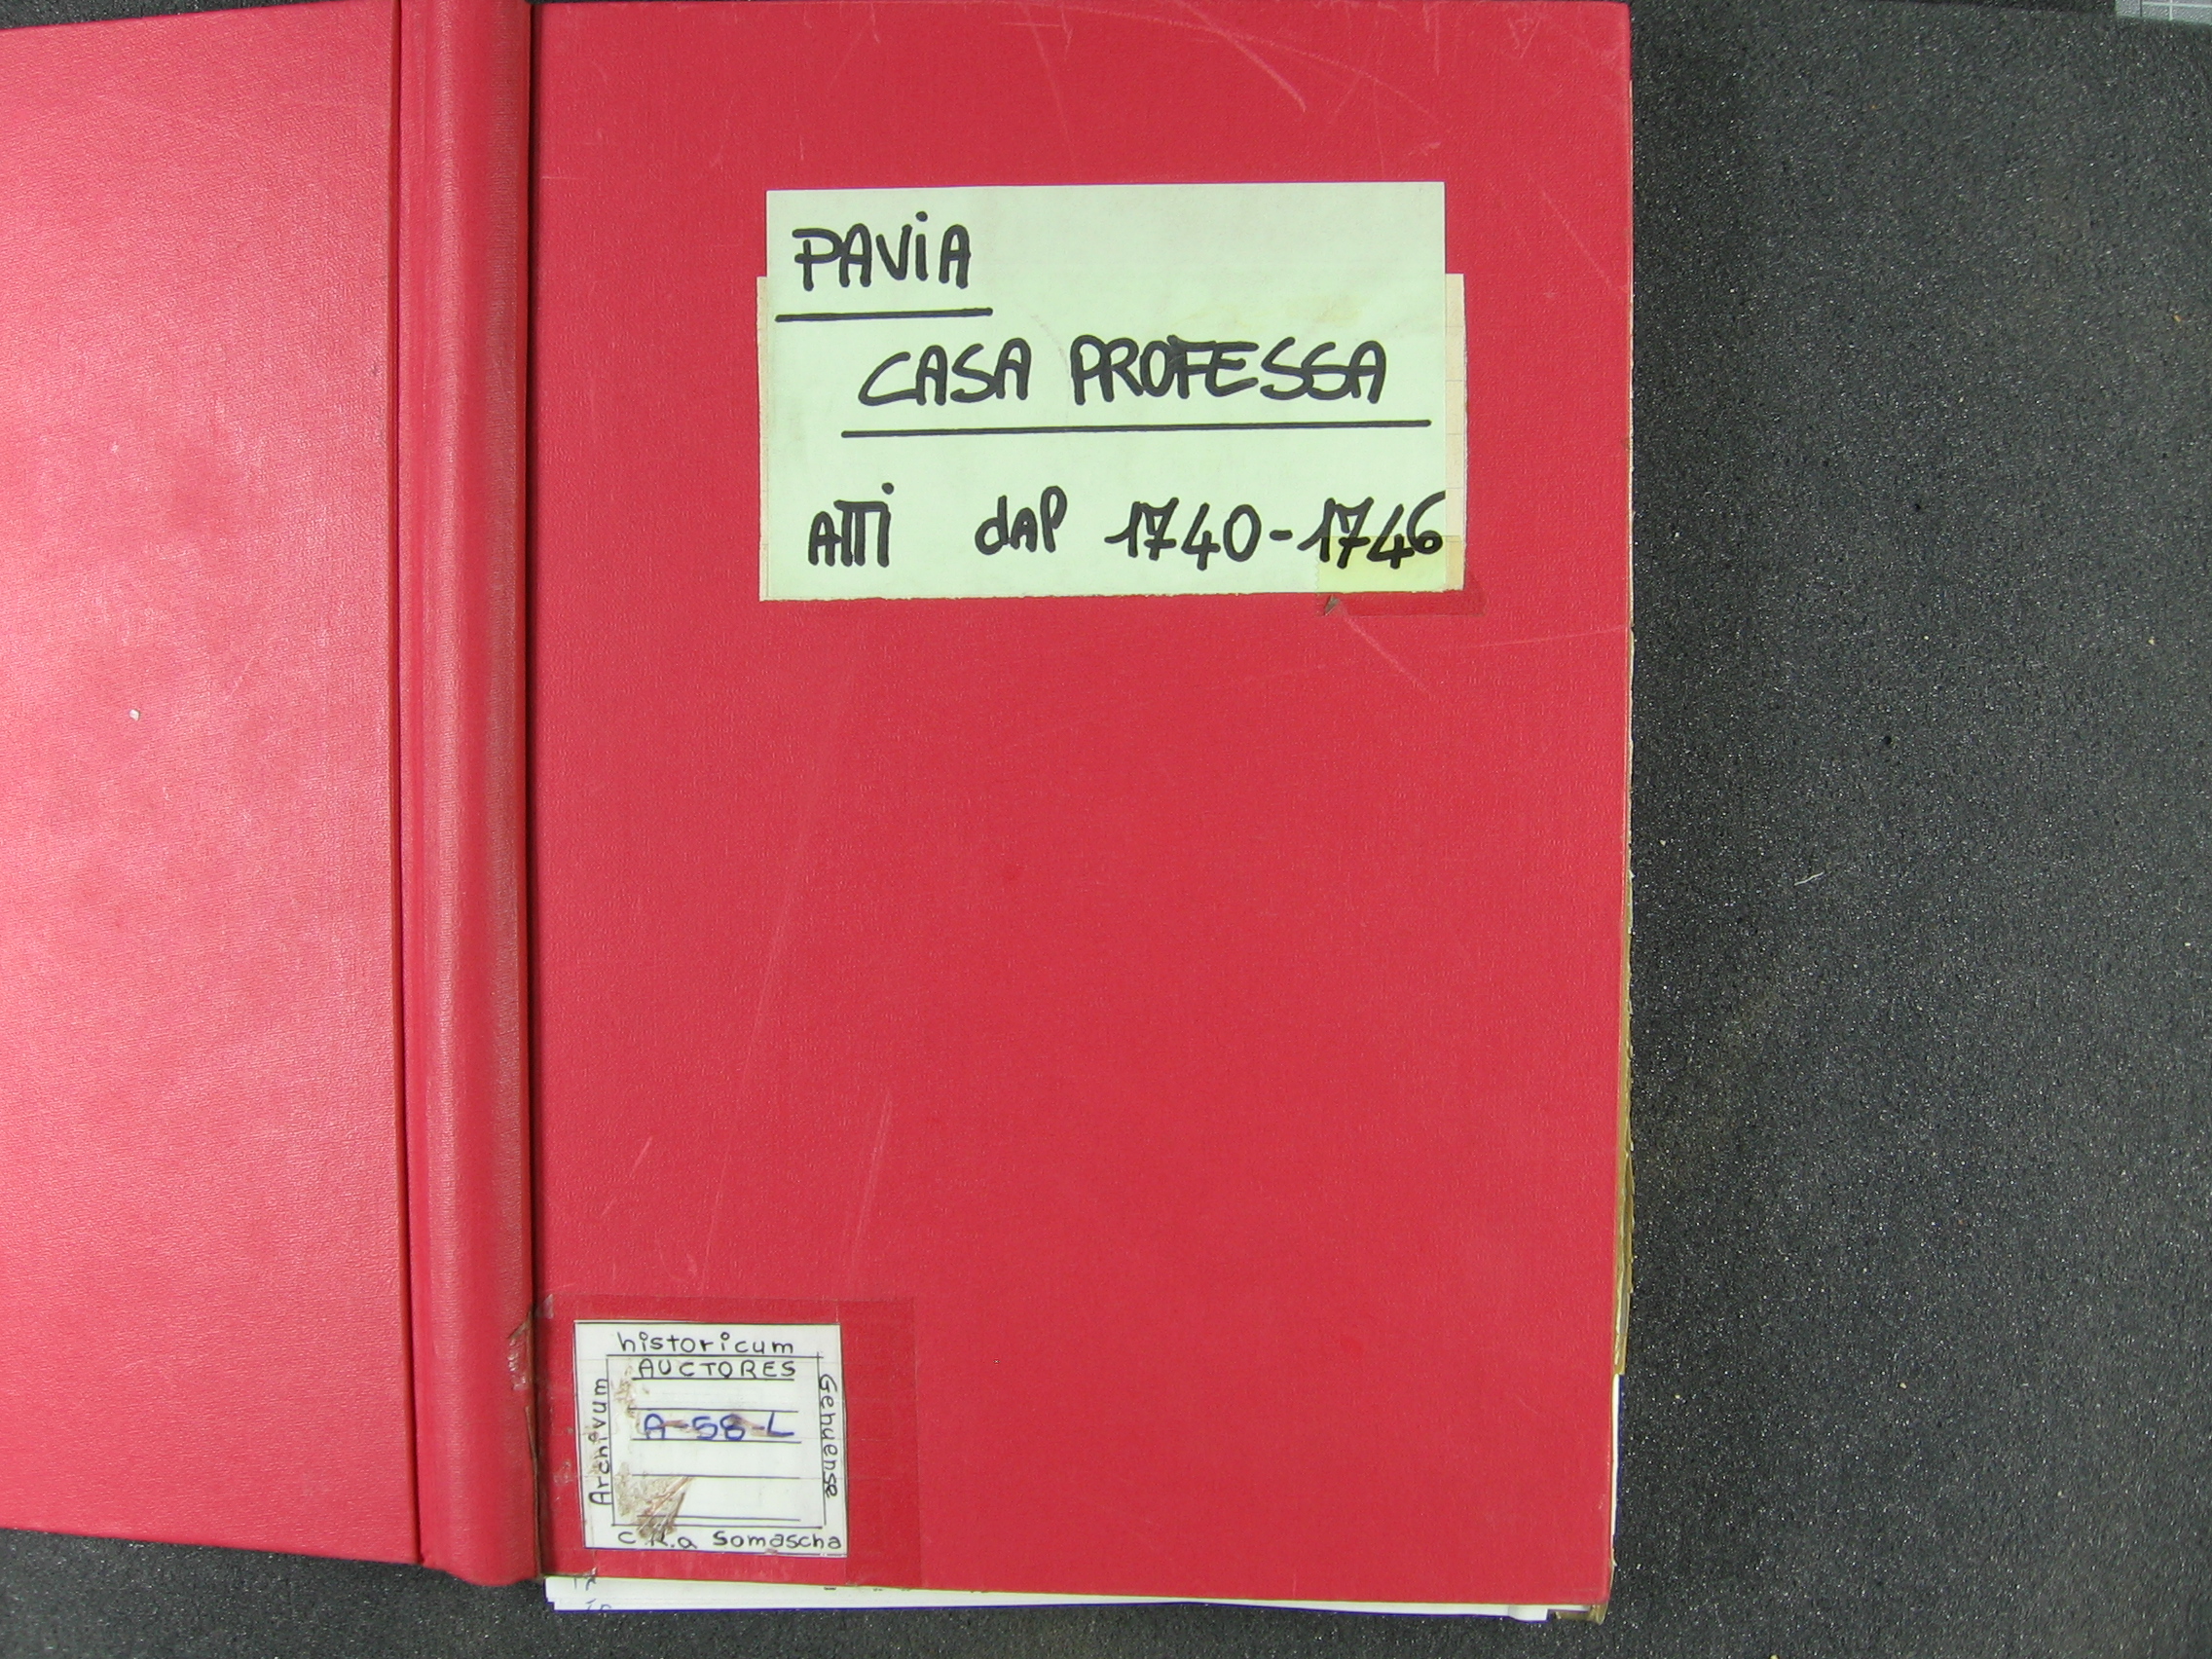 PAVIA
CASA PROFESSA
ATTI dal 1740-1746
historicum
AUCTORES
Archivum
Genuense
A-58-L
C.R.a Somascha